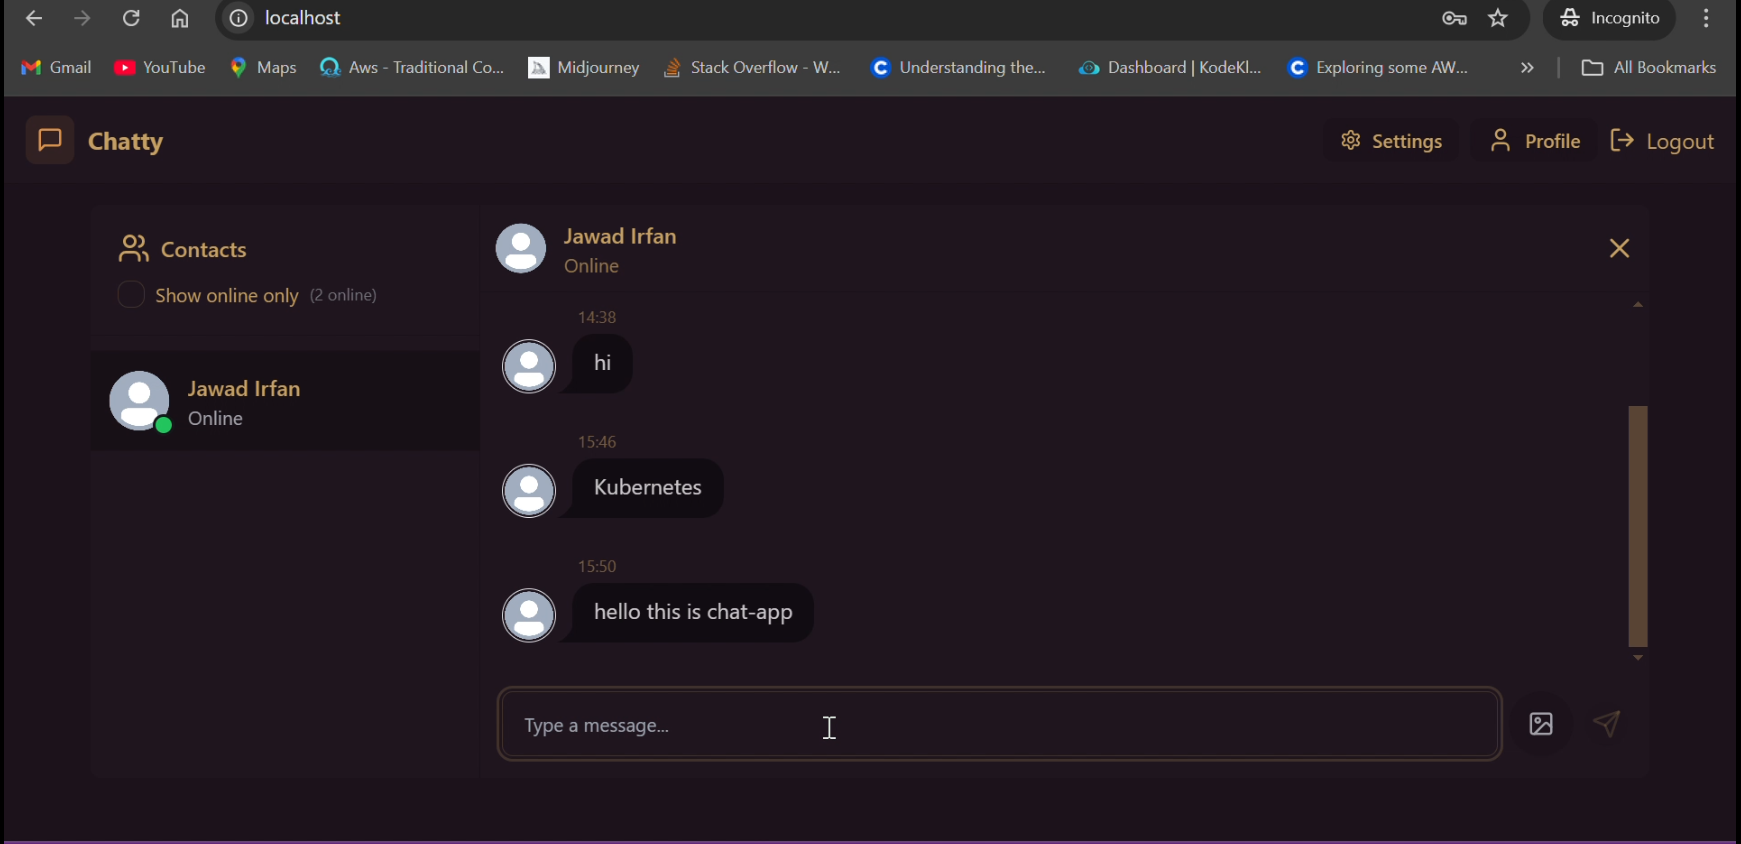 localhost
Incognito
Gmail
YouTube
Maps
Aws - Traditional Co...
Midjourney
Stack Overflow - W...
Understanding the...
Dashboard | KodeKl...
Exploring some AW...
All Bookmarks
Chatty
Settings
Profile
Logout
Contacts
Show online only (2 online)
Jawad Irfan
Online
Jawad Irfan
Online
14:38
hi
15:46
Kubernetes
15:50
hello this is chat-app
Type a message...